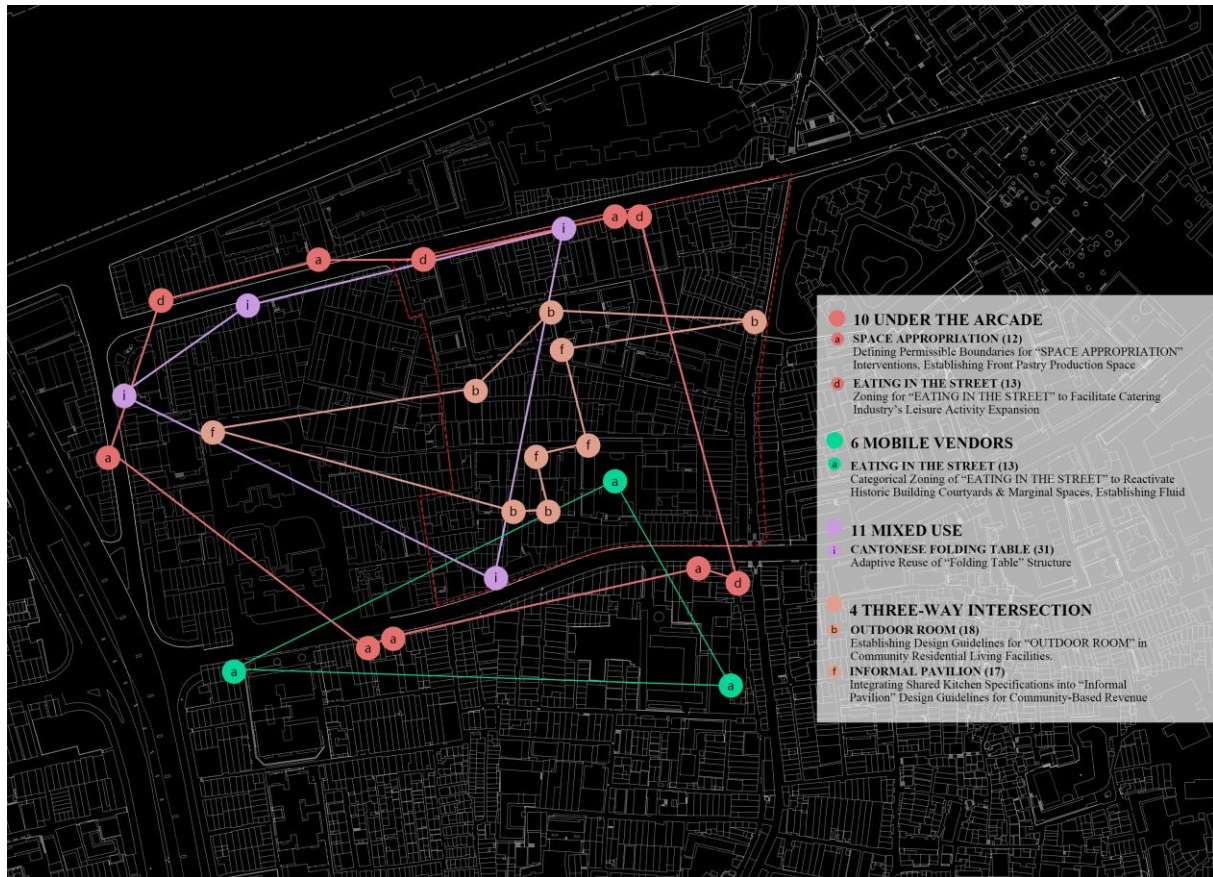 a d
i
a d
d
i
b
b
f
b
i
f
f
a f
a
b b
a
i
d
a
a
a
a
10 UNDER THE ARCADE
a SPACE APPROPRIATION (12)
Defining Permissible Boundaries for “SPACE APPROPRIATION”
Interventions, Establishing Front Pastry Production Space
d EATING IN THE STREET (13)
Zoning for “EATING IN THE STREET” to Facilitate Catering
Industry’s Leisure Activity Expansion
6 MOBILE VENDORS
a EATING IN THE STREET (13)
Categorical Zoning of “EATING IN THE STREET” to Reactivate
Historic Building Courtyards & Marginal Spaces, Establishing Fluid
11 MIXED USE
i CANTONESE FOLDING TABLE (31)
Adaptive Reuse of “Folding Table” Structure
4 THREE-WAY INTERSECTION
b OUTDOOR ROOM (18)
Establishing Design Guidelines for “OUTDOOR ROOM” in
Community Residential Living Facilities.
f INFORMAL PAVILION (17)
Integrating Shared Kitchen Specifications into “Informal
Pavilion” Design Guidelines for Community-Based Revenue